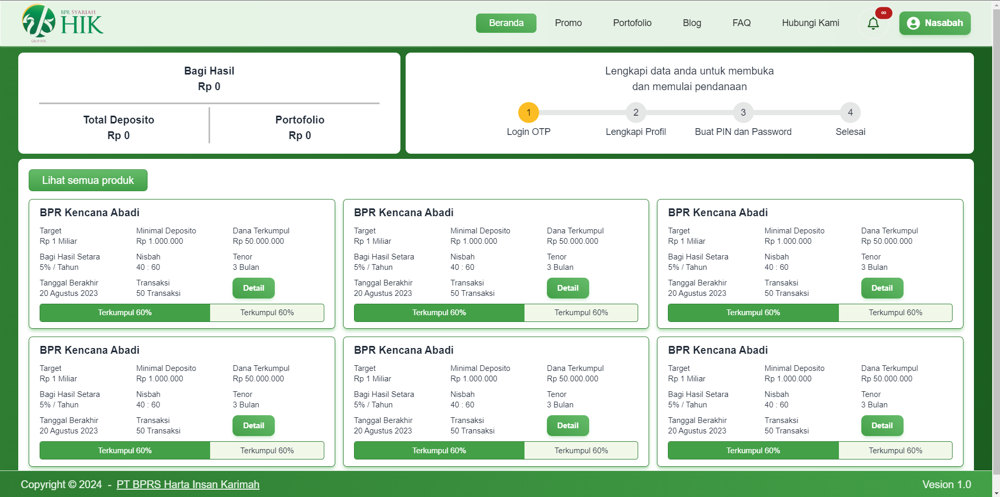 BPR SYARIAH
HIK
GRUP HIK
Beranda
Promo
Portofolio
Blog
FAQ
Hubungi Kami
∞
Nasabah
Bagi Hasil
Rp 0
Total Deposito
Rp 0
Portofolio
Rp 0
Lengkapi data anda untuk membuka
dan memulai pendanaan
1
2
3
4
Login OTP
Lengkapi Profil
Buat PIN dan Password
Selesai
Lihat semua produk
BPR Kencana Abadi
Target
Rp 1 Miliar
Minimal Deposito
Rp 1.000.000
Dana Terkumpul
Rp 50.000.000
Bagi Hasil Setara
5% / Tahun
Nisbah
40 : 60
Tenor
3 Bulan
Tanggal Berakhir
20 Agustus 2023
Transaksi
50 Transaksi
Detail
Terkumpul 60%
Terkumpul 60%
BPR Kencana Abadi
Target
Rp 1 Miliar
Minimal Deposito
Rp 1.000.000
Dana Terkumpul
Rp 50.000.000
Bagi Hasil Setara
5% / Tahun
Nisbah
40 : 60
Tenor
3 Bulan
Tanggal Berakhir
20 Agustus 2023
Transaksi
50 Transaksi
Detail
Terkumpul 60%
Terkumpul 60%
BPR Kencana Abadi
Target
Rp 1 Miliar
Minimal Deposito
Rp 1.000.000
Dana Terkumpul
Rp 50.000.000
Bagi Hasil Setara
5% / Tahun
Nisbah
40 : 60
Tenor
3 Bulan
Tanggal Berakhir
20 Agustus 2023
Transaksi
50 Transaksi
Detail
Terkumpul 60%
Terkumpul 60%
BPR Kencana Abadi
Target
Rp 1 Miliar
Minimal Deposito
Rp 1.000.000
Dana Terkumpul
Rp 50.000.000
Bagi Hasil Setara
5% / Tahun
Nisbah
40 : 60
Tenor
3 Bulan
Tanggal Berakhir
20 Agustus 2023
Transaksi
50 Transaksi
Detail
Terkumpul 60%
Terkumpul 60%
BPR Kencana Abadi
Target
Rp 1 Miliar
Minimal Deposito
Rp 1.000.000
Dana Terkumpul
Rp 50.000.000
Bagi Hasil Setara
5% / Tahun
Nisbah
40 : 60
Tenor
3 Bulan
Tanggal Berakhir
20 Agustus 2023
Transaksi
50 Transaksi
Detail
Terkumpul 60%
Terkumpul 60%
BPR Kencana Abadi
Target
Rp 1 Miliar
Minimal Deposito
Rp 1.000.000
Dana Terkumpul
Rp 50.000.000
Bagi Hasil Setara
5% / Tahun
Nisbah
40 : 60
Tenor
3 Bulan
Tanggal Berakhir
20 Agustus 2023
Transaksi
50 Transaksi
Detail
Terkumpul 60%
Terkumpul 60%
Copyright © 2024 - PT BPRS Harta Insan Karimah
Vesion 1.0